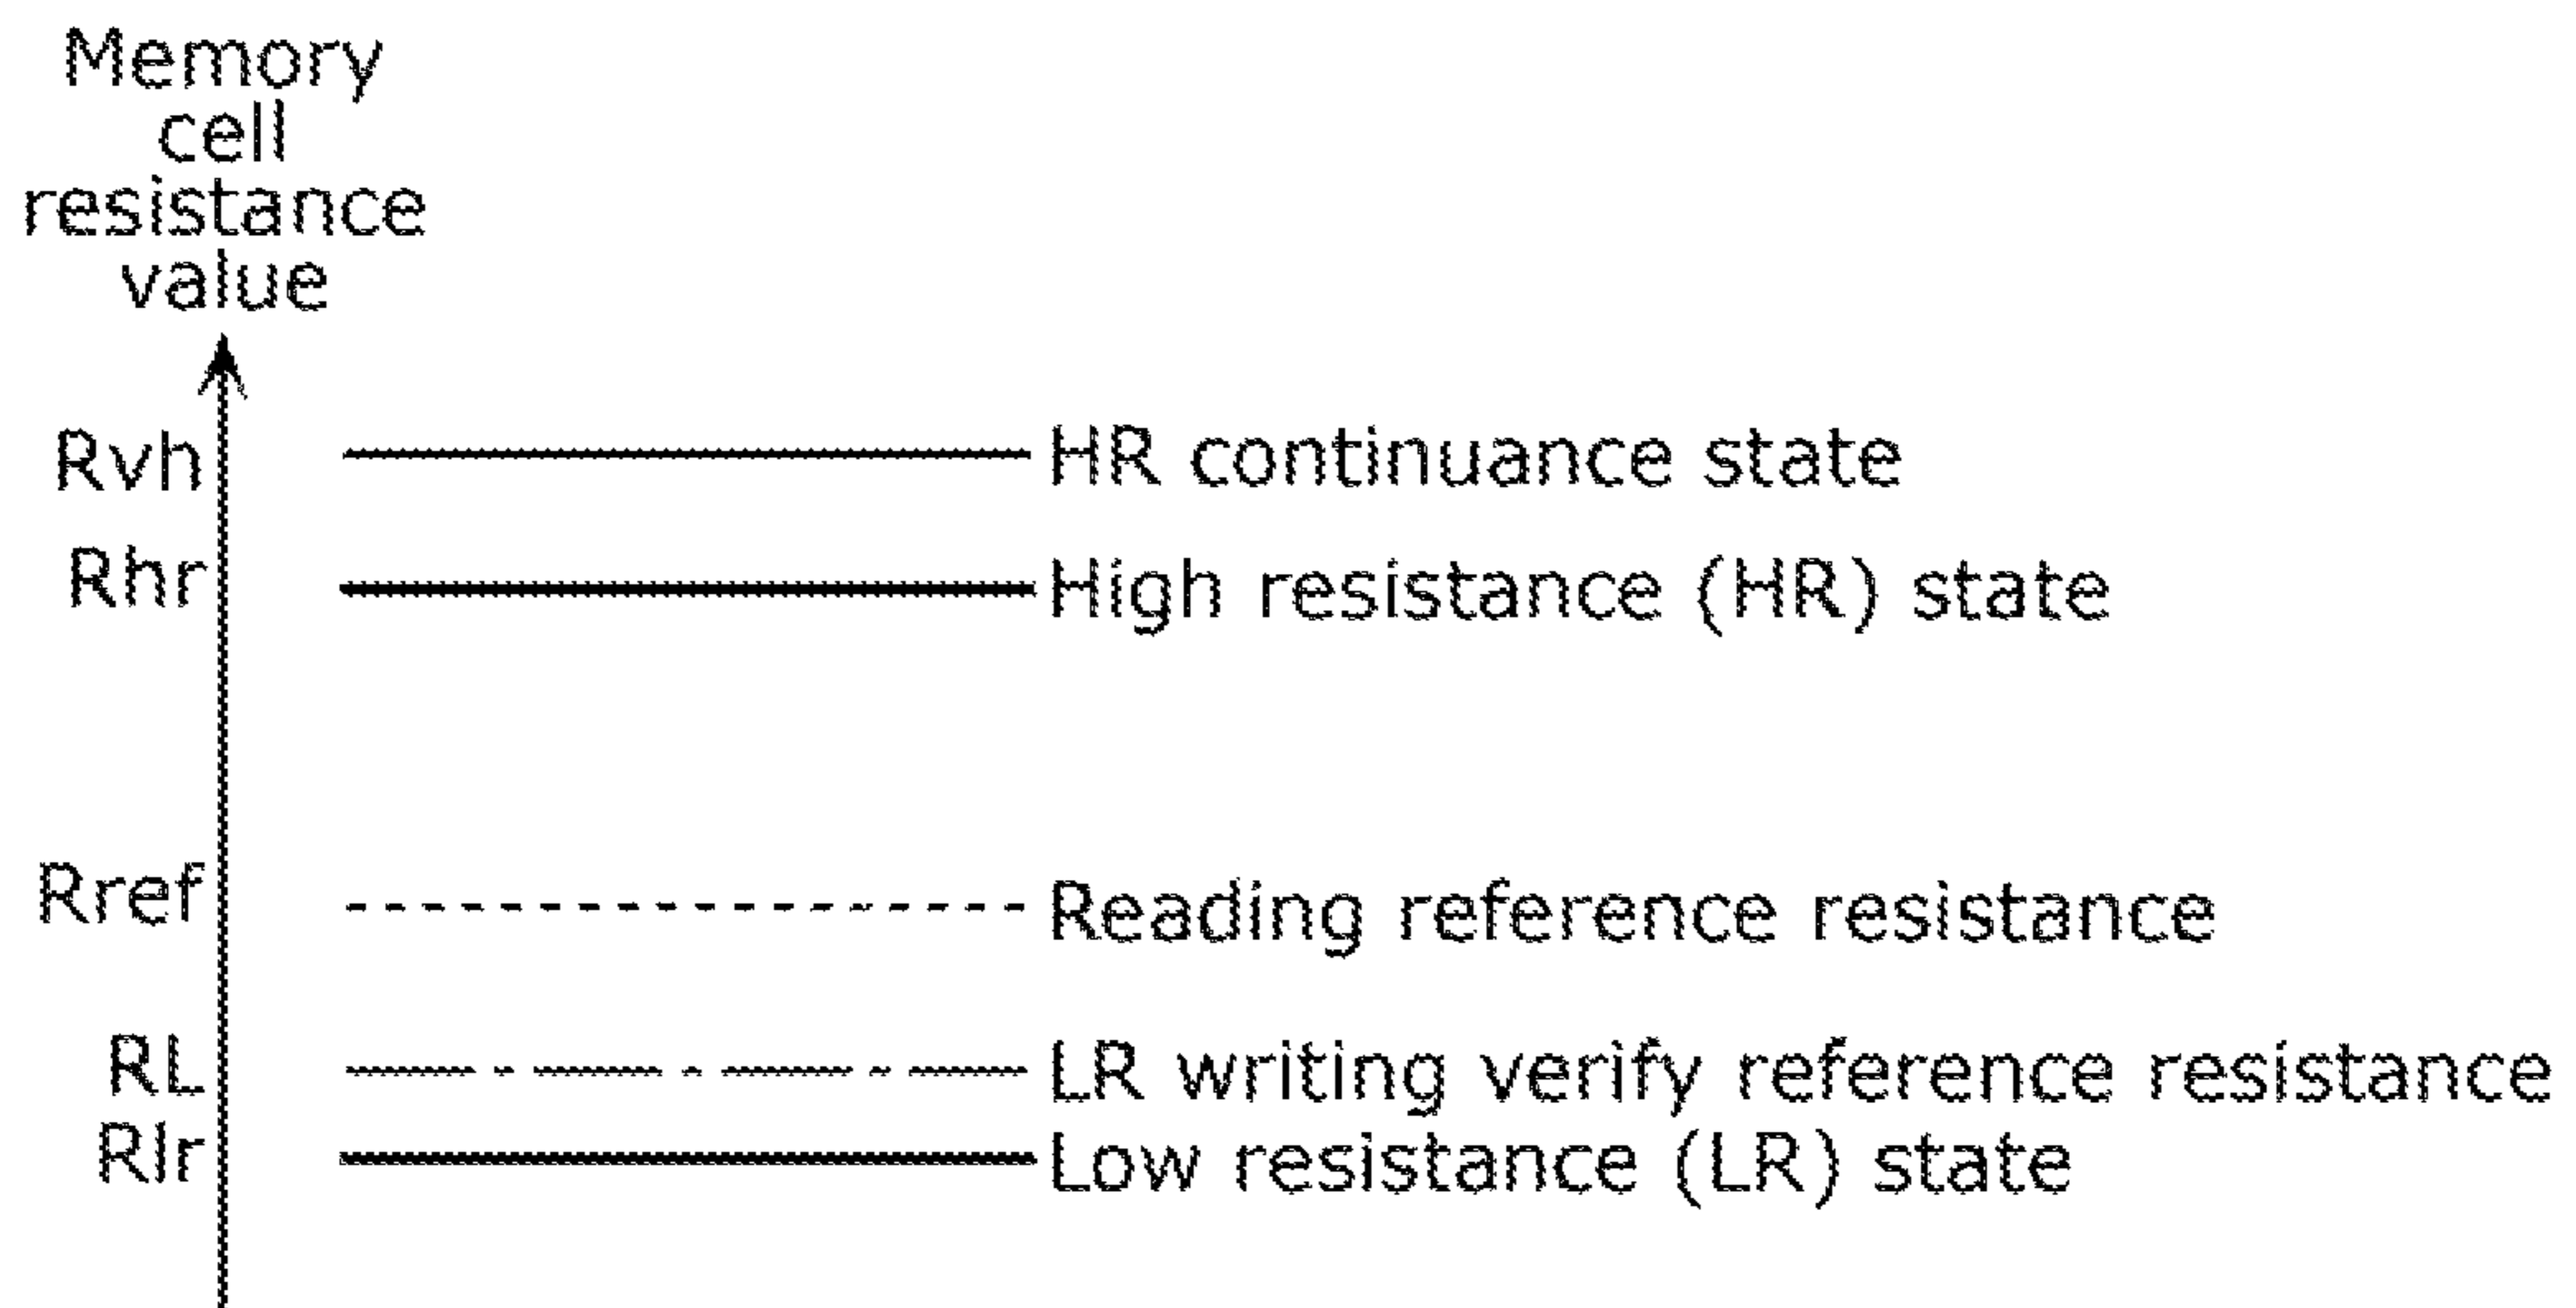 Memory
cell
resistance
value
Rvh HR continuance state
Rhr High resistance (HR) state
Rref Reading reference resistance
RL LR writing verify reference resistance
Rlr Low resistance (LR) state